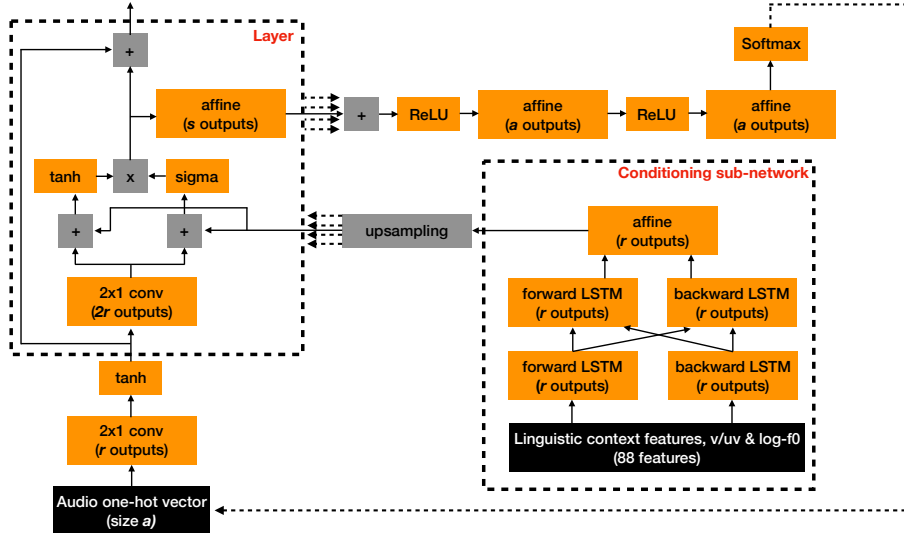 Layer
+
affine
(s outputs)
tanh
x
sigma
+
+
2x1 conv
(2r outputs)
tanh
2x1 conv
(r outputs)
Audio one-hot vector
(size a)
+
ReLU
affine
(a outputs)
ReLU
affine
(a outputs)
Softmax
upsampling
Conditioning sub-network
affine
(r outputs)
forward LSTM
(r outputs)
backward LSTM
(r outputs)
forward LSTM
(r outputs)
backward LSTM
(r outputs)
Linguistic context features, v/uv & log-f0
(88 features)